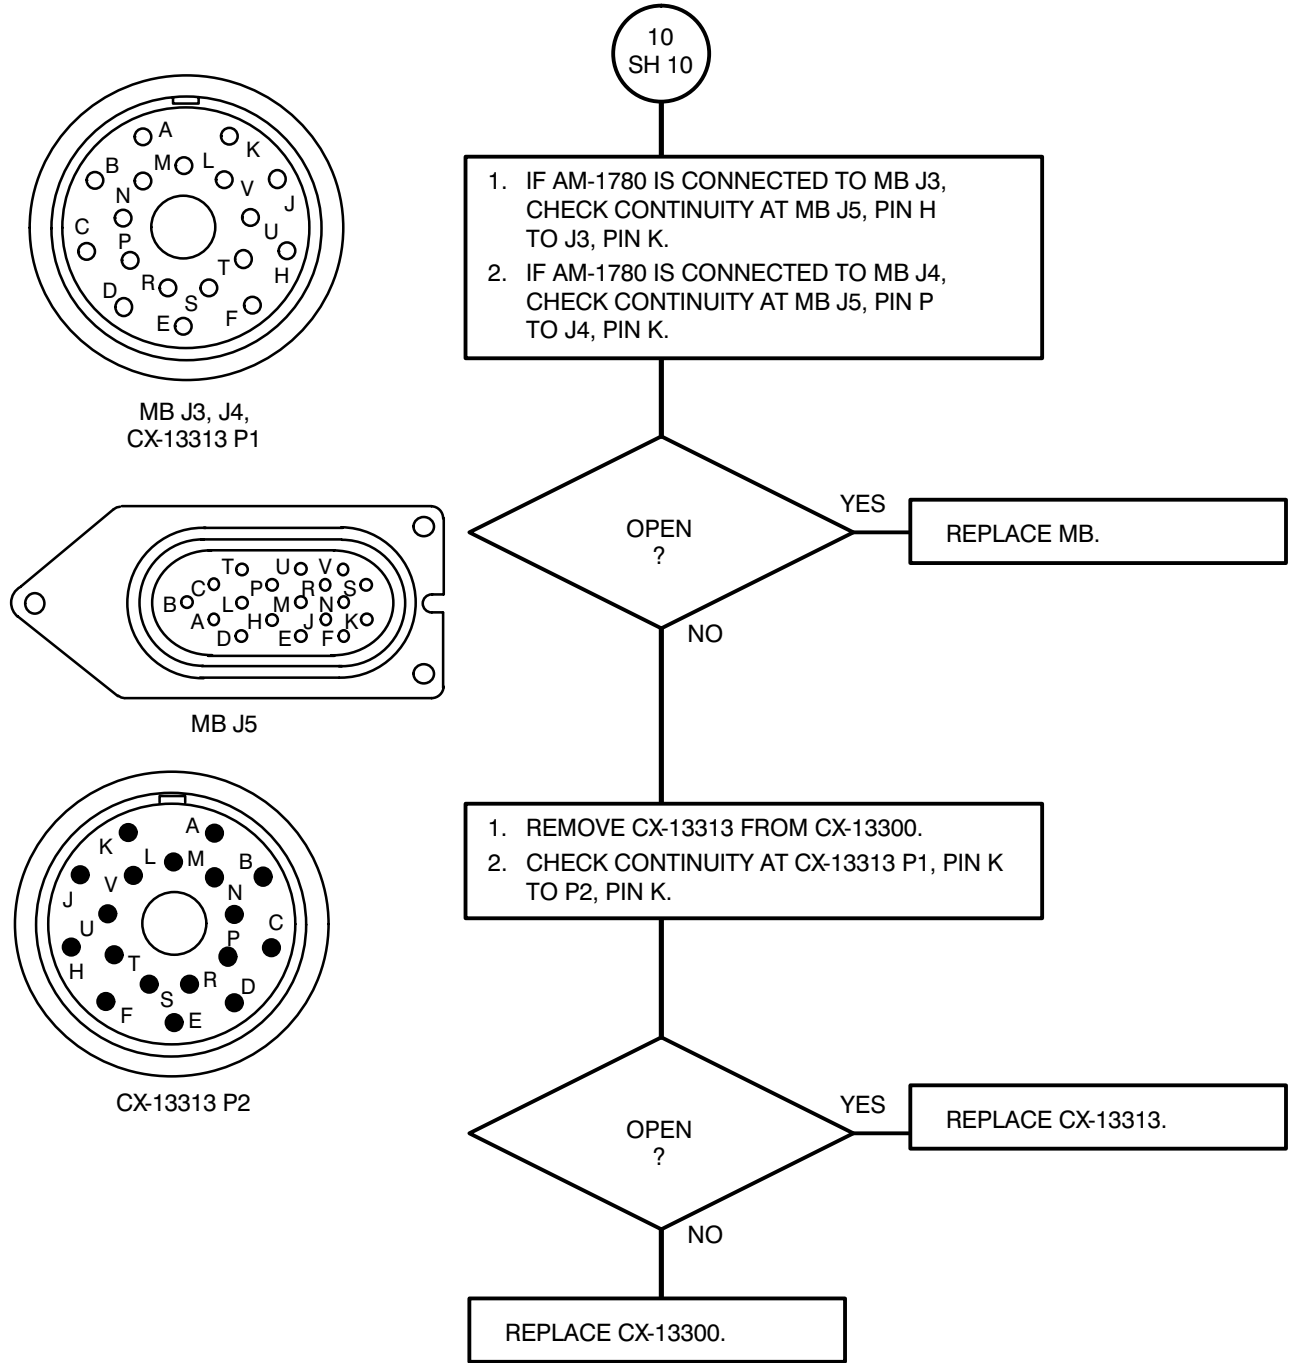 10
SH 10
1. IF AM-1780 IS CONNECTED TO MB J3,
CHECK CONTINUITY AT MB J5, PIN H
TO J3, PIN K.
2. IF AM-1780 IS CONNECTED TO MB J4,
CHECK CONTINUITY AT MB J5, PIN P
TO J4, PIN K.
A
K
B
M
L
N
V
J
C
P
U
R
T
H
D
S
E
F
MB J3, J4,
CX-13313 P1
OPEN
?
YES
REPLACE MB.
NO
T U V
C P R S
B L M N
A H J K
D E F
MB J5
1. REMOVE CX-13313 FROM CX-13300.
2. CHECK CONTINUITY AT CX-13313 P1, PIN K
TO P2, PIN K.
K
A
L
M
B
J
V
N
U
C
P
H
T
R
S
D
F
E
CX-13313 P2
OPEN
?
YES
REPLACE CX-13313.
NO
REPLACE CX-13300.